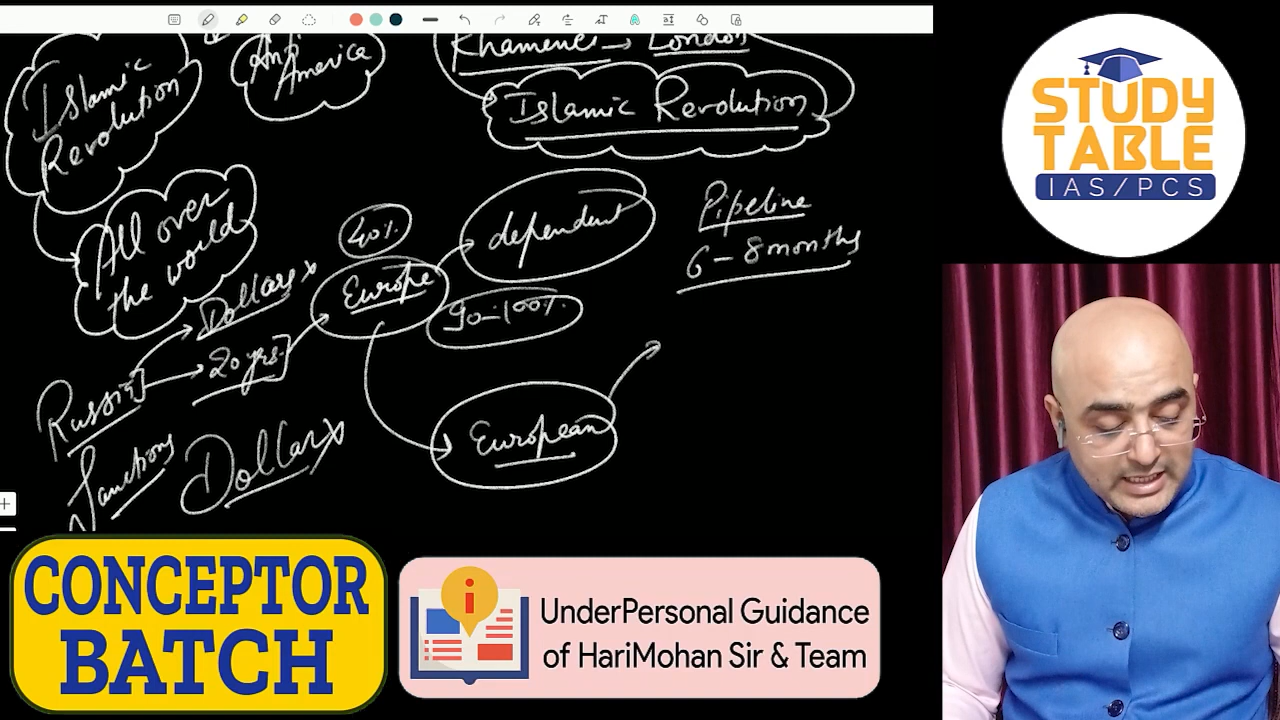 Khamenei → London
Anti
America
Islamic
Revolution
Islamic Revolution
All over
the world
40%
dependent
Pipeline
6-8 months
Dollars x
Europe
90-100%
20 yrs.
Russia
European
Sanctions
Dollar x
STUDY
TABLE
IAS/PCS
CONCEPTOR
BATCH
i
UnderPersonal Guidance
of HariMohan Sir & Team